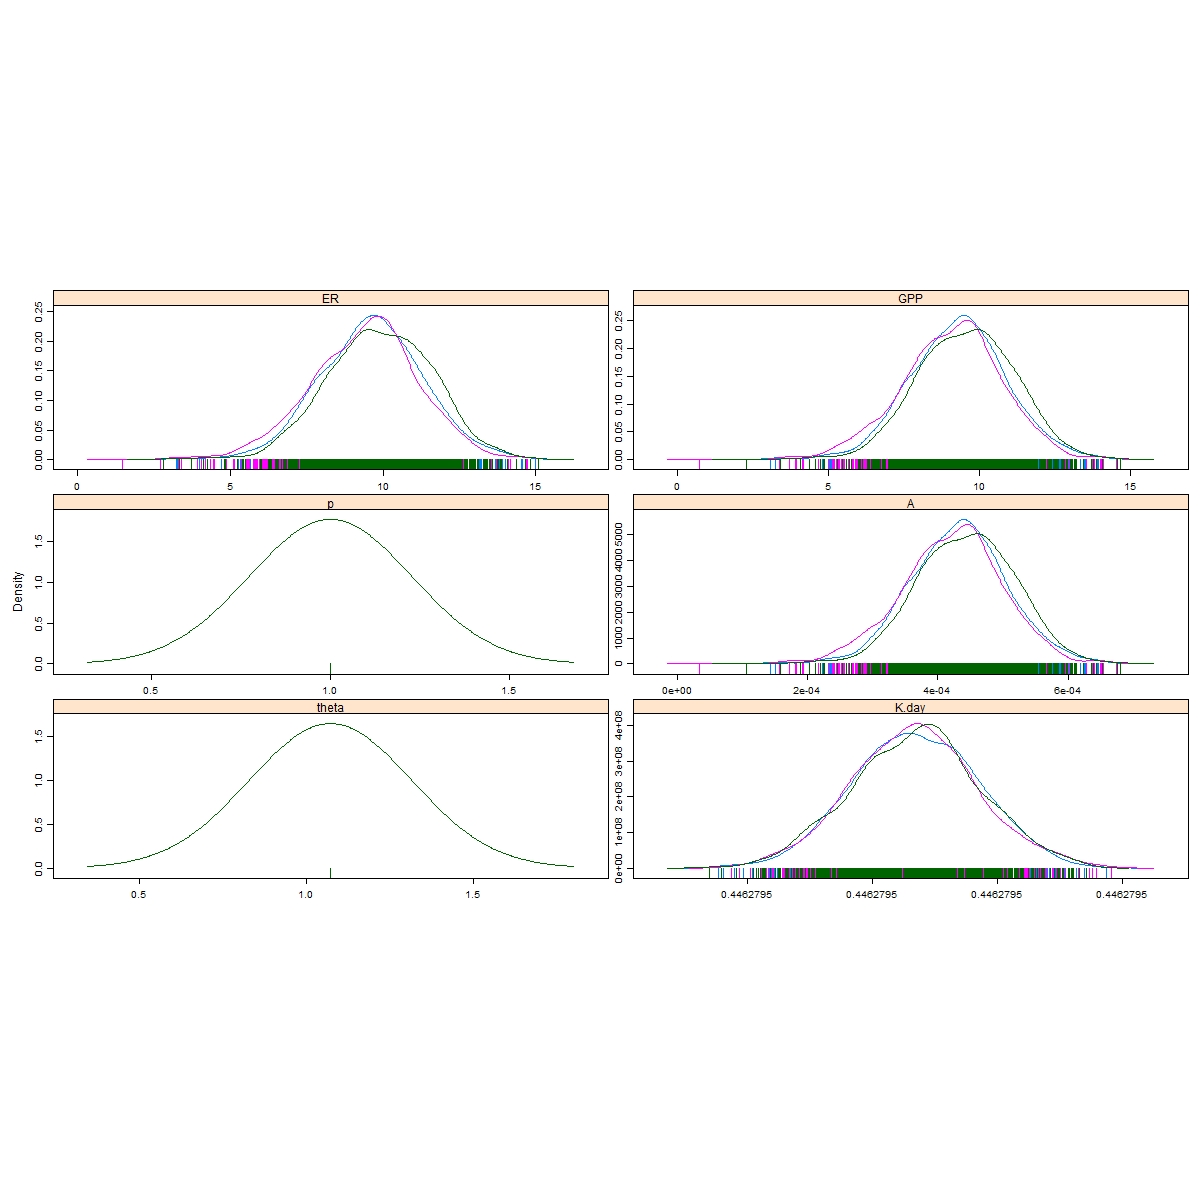 ER
0.00 0.05 0.10 0.15 0.20 0.25
0 5 10 15
GPP
0.00 0.05 0.10 0.15 0.20 0.25
0 5 10 15
Density
p
0.0 0.5 1.0 1.5
0.5 1.0 1.5
A
0 1000 2000 3000 4000 5000
0e+00 2e-04 4e-04 6e-04
theta
0.0 0.5 1.0 1.5
0.5 1.0 1.5
K.day
0e+00 1e+08 2e+08 3e+08 4e+08
0.4462795 0.4462795 0.4462795 0.4462795